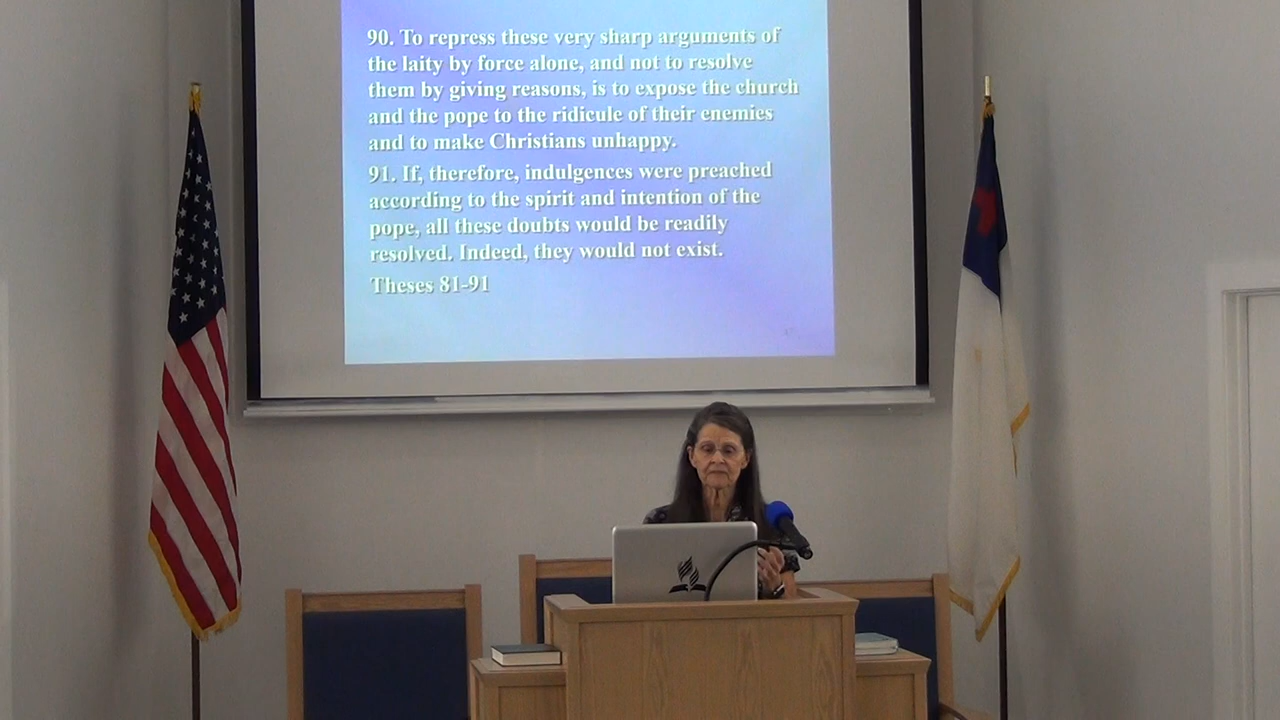 90. To repress these very sharp arguments of
the laity by force alone, and not to resolve
them by giving reasons, is to expose the church
and the pope to the ridicule of their enemies
and to make Christians unhappy.
91. If, therefore, indulgences were preached
according to the spirit and intention of the
pope, all these doubts would be readily
resolved. Indeed, they would not exist.
Theses 81-91